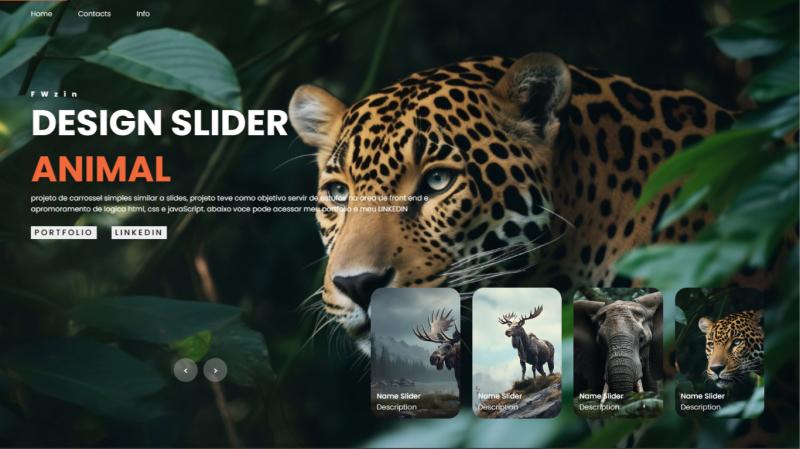 Home Contacts Info
F W z i n
DESIGN SLIDER
ANIMAL
projeto de carrossel simples similar a slides, projeto teve como objetivo servir de estufos na area de front end e
apromoramento de logica html, css e javaScript. abaixo voce pode acessar meu portfolio e meu LINKEDIN
PORTFOLIO LINKEDIN
< >
Name Slider Name Slider Name Slider Name Slider
Description Description Description Description